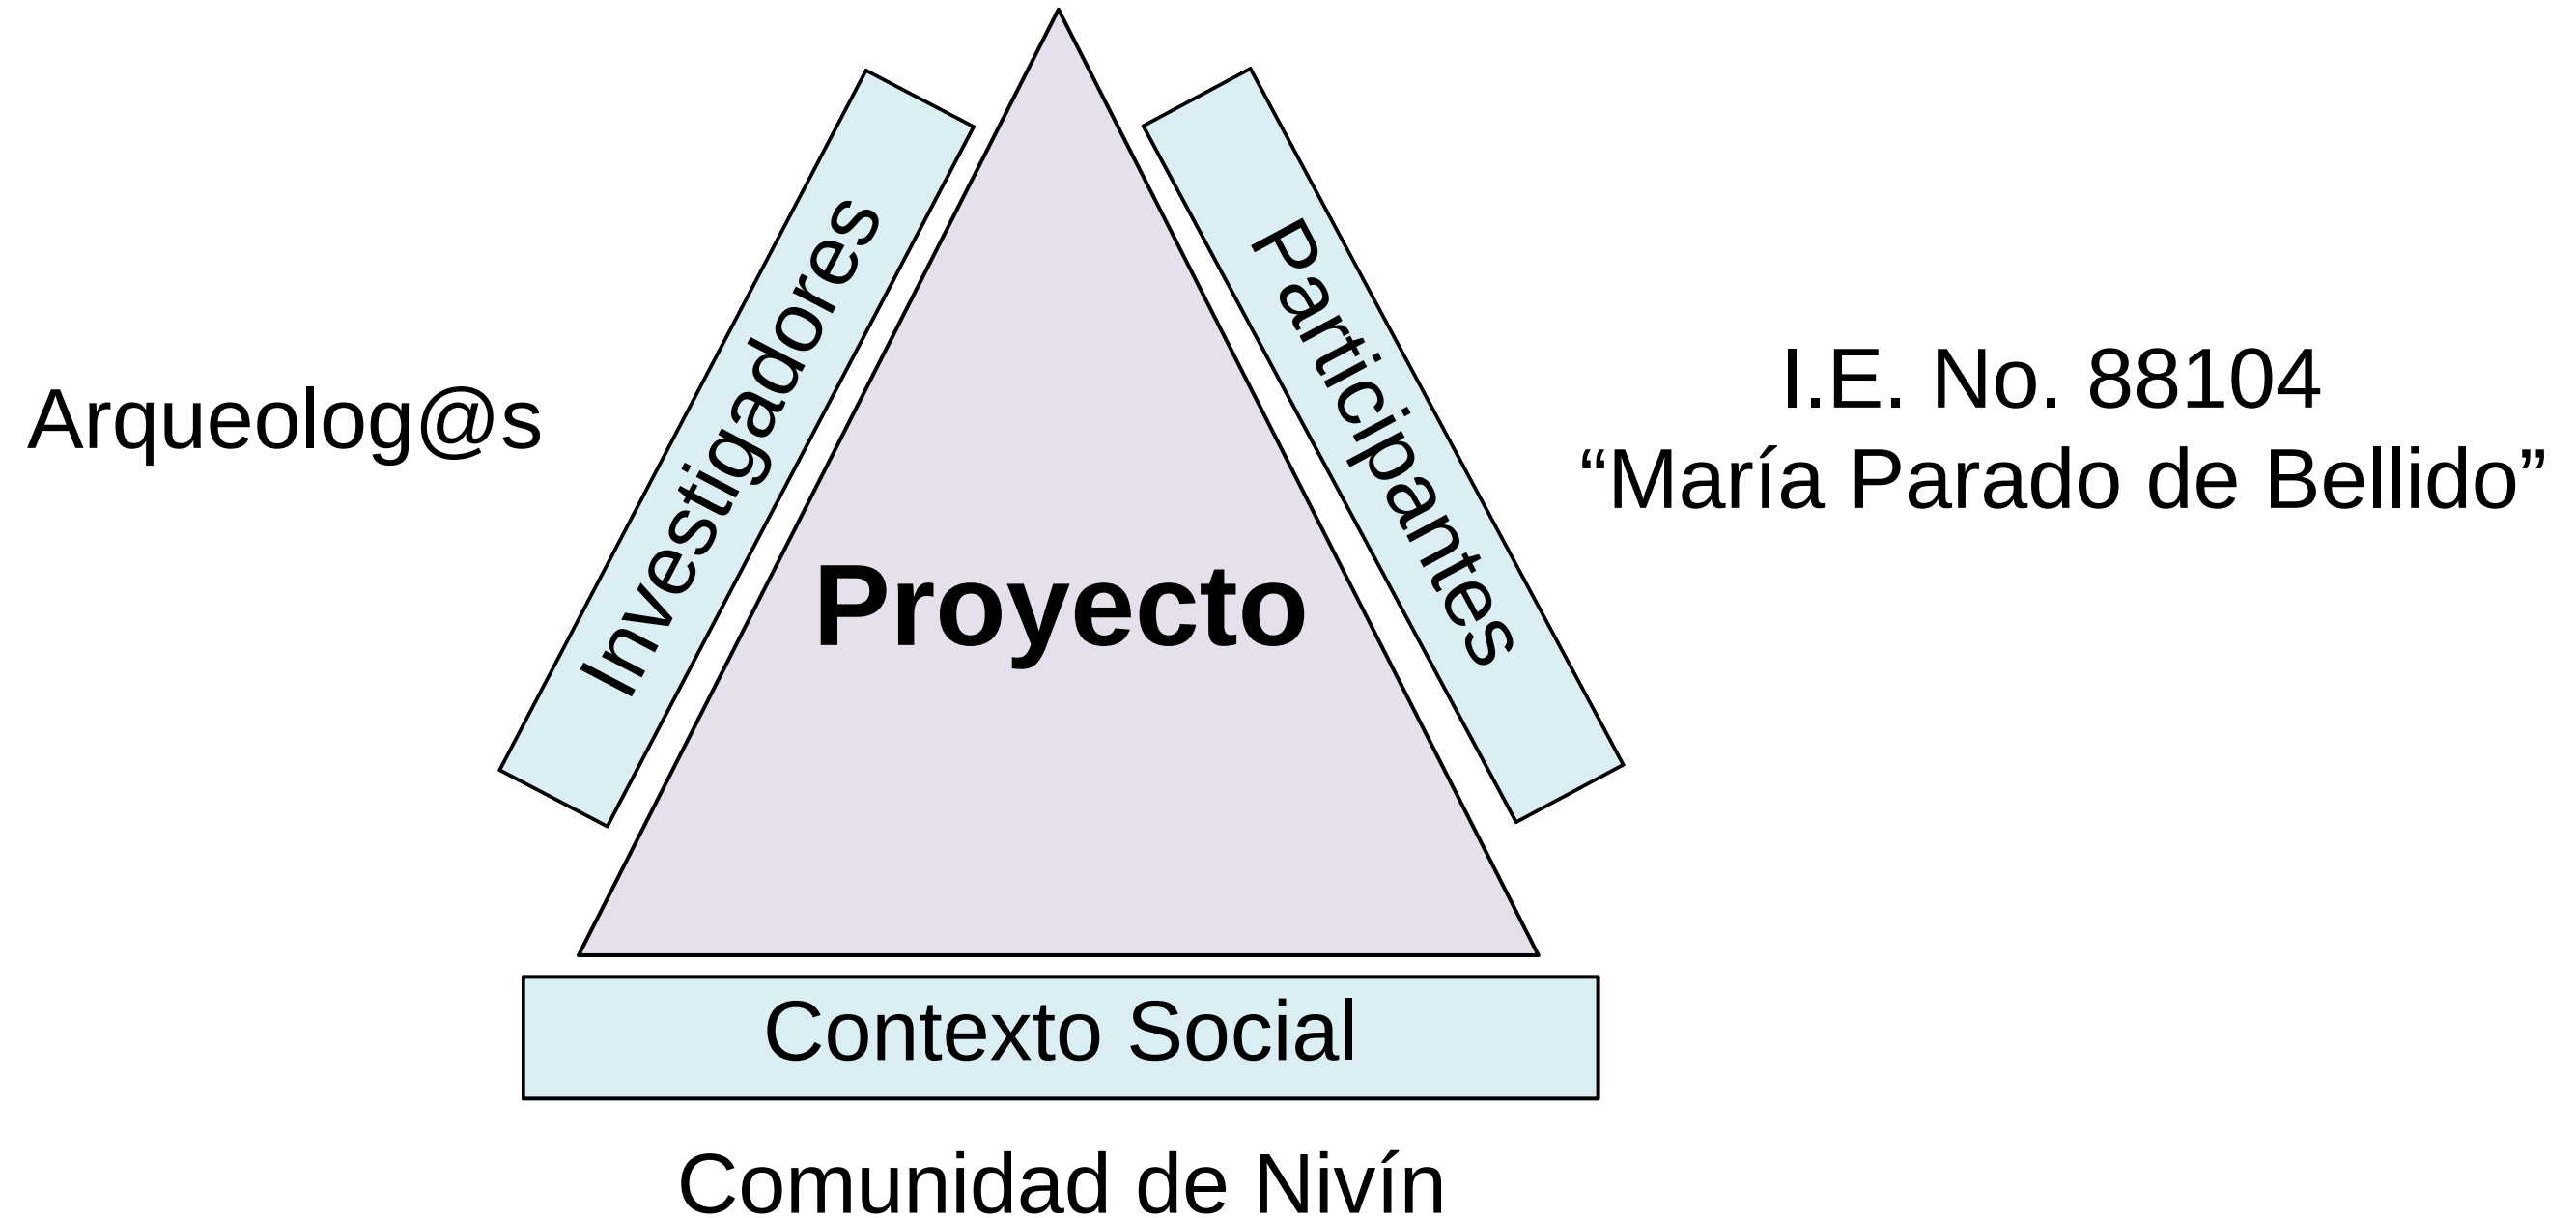 Arqueolog@s
Investigadores
Proyecto
Participantes
I.E. No. 88104
“María Parado de Bellido”
Contexto Social
Comunidad de Nivín